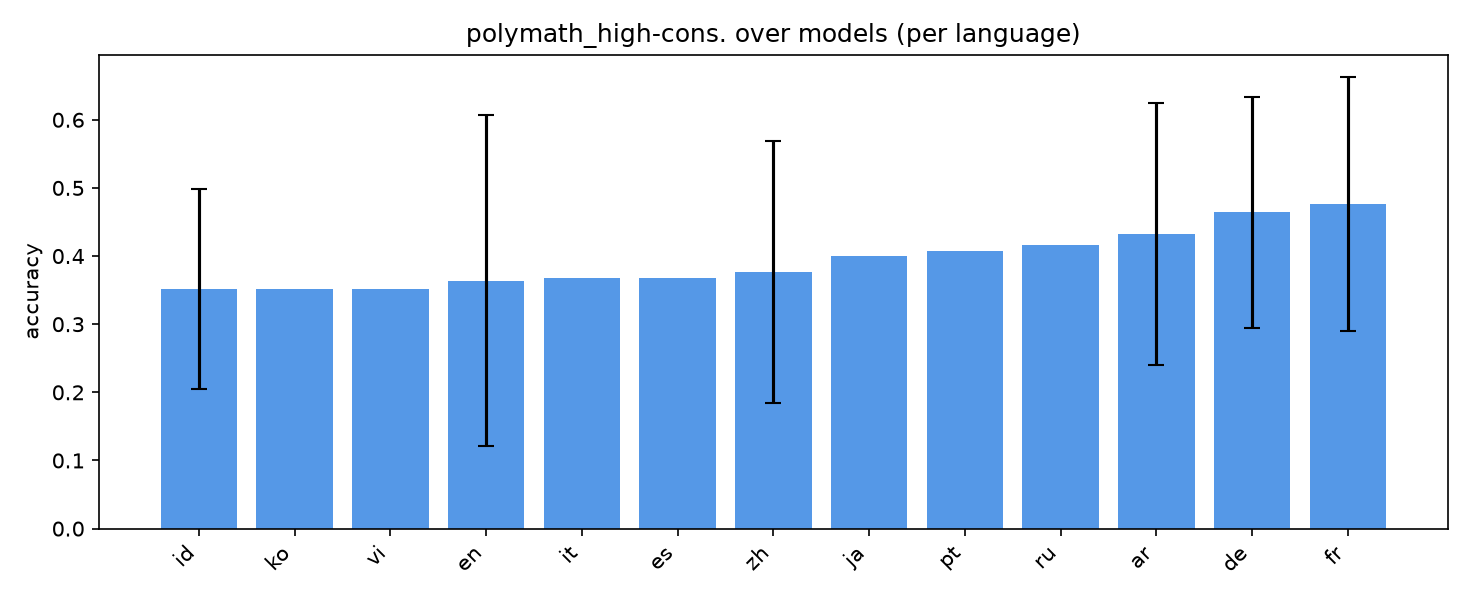 polymath_high-cons. over models (per language)
accuracy
0.6
0.5
0.4
0.3
0.2
0.1
0.0
id ko vi en it es zh ja pt ru ar de fr